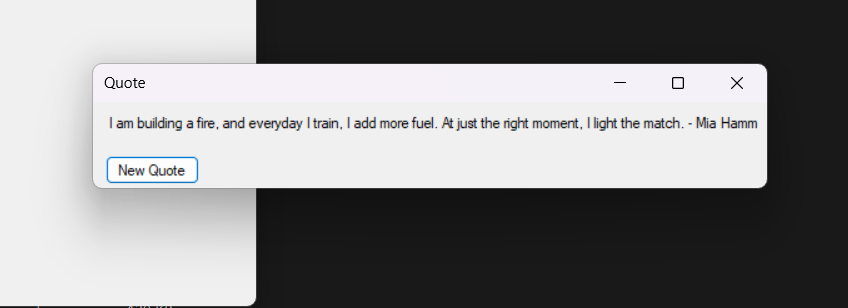 Quote
I am building a fire, and everyday I train, I add more fuel. At just the right moment, I light the match. - Mia Hamm
New Quote